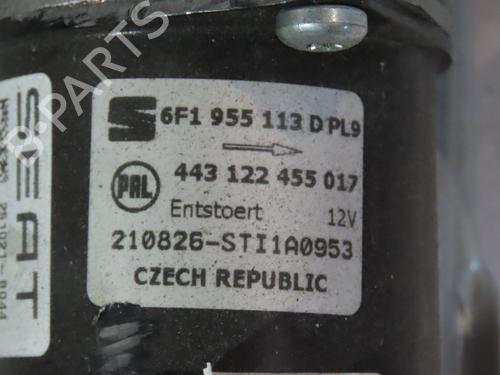 B-PARTS
SEAT
6F1 955 113 D PL9
PAL
443 122 455 017
Entstoert 12V
210826-STI1A0953
CZECH REPUBLIC